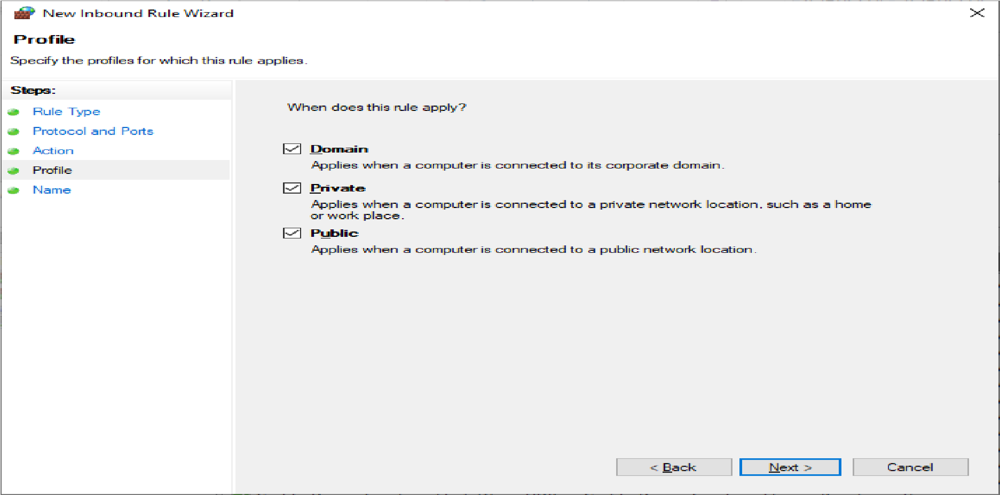 New Inbound Rule Wizard
Profile
Specify the profiles for which this rule applies.
Steps:
Rule Type
Protocol and Ports
Action
Profile
Name
When does this rule apply?
Domain
Applies when a computer is connected to its corporate domain.
Private
Applies when a computer is connected to a private network location, such as a home
or work place.
Public
Applies when a computer is connected to a public network location.
< Back
Next >
Cancel